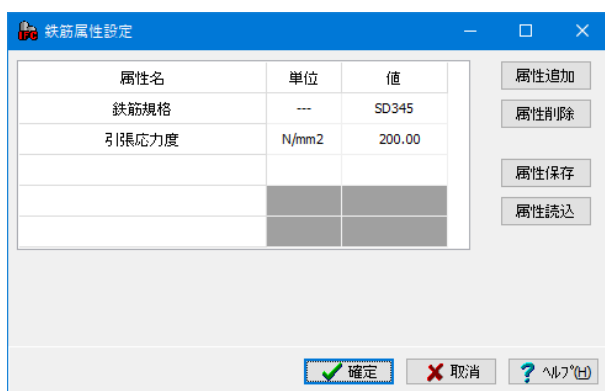 鉄筋属性設定
属性名 単位 値
鉄筋規格 --- SD345
引張応力度 N/mm2 200.00
属性追加
属性削除
属性保存
属性読込
確定 取消 ヘルプ(H)